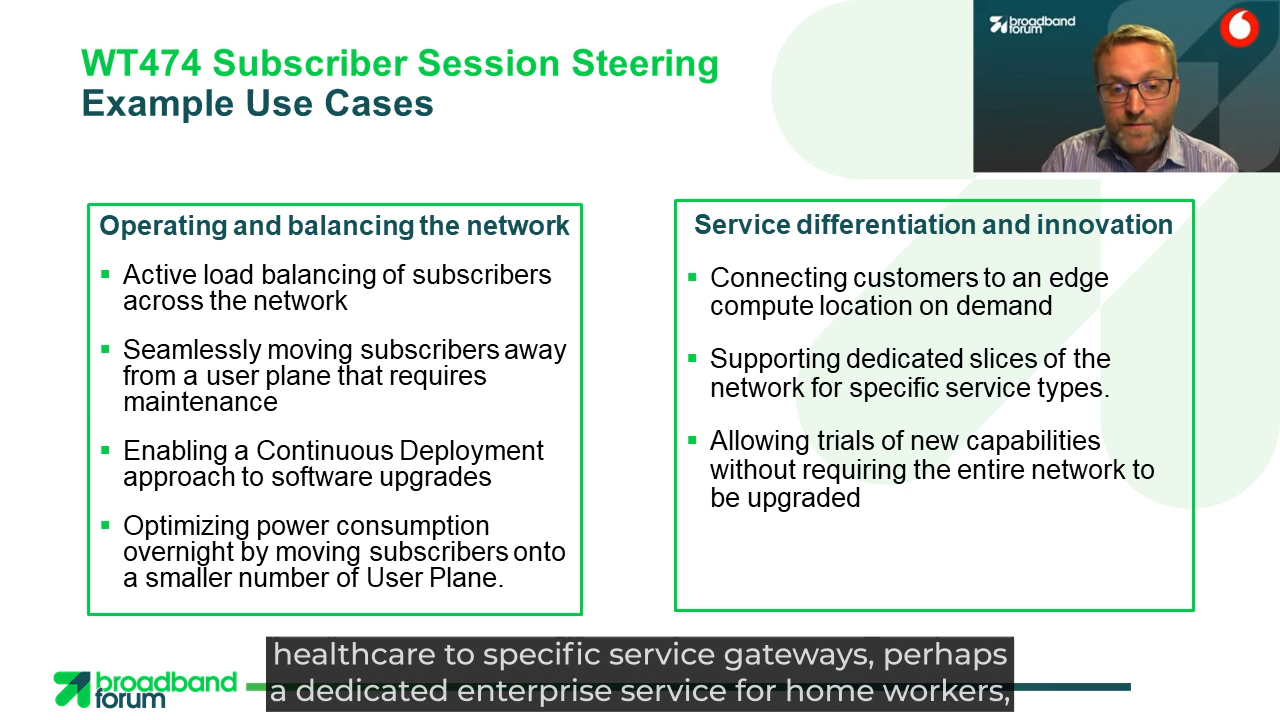 WT474 Subscriber Session Steering
Example Use Cases
broadband
forum
Operating and balancing the network
▪ Active load balancing of subscribers
across the network
▪ Seamlessly moving subscribers away
from a user plane that requires
maintenance
▪ Enabling a Continuous Deployment
approach to software upgrades
▪ Optimizing power consumption
overnight by moving subscribers onto
a smaller number of User Plane.
Service differentiation and innovation
▪ Connecting customers to an edge
compute location on demand
▪ Supporting dedicated slices of the
network for specific service types.
▪ Allowing trials of new capabilities
without requiring the entire network to
be upgraded
healthcare to specific service gateways, perhaps
a dedicated enterprise service for home workers,
broadband
forum